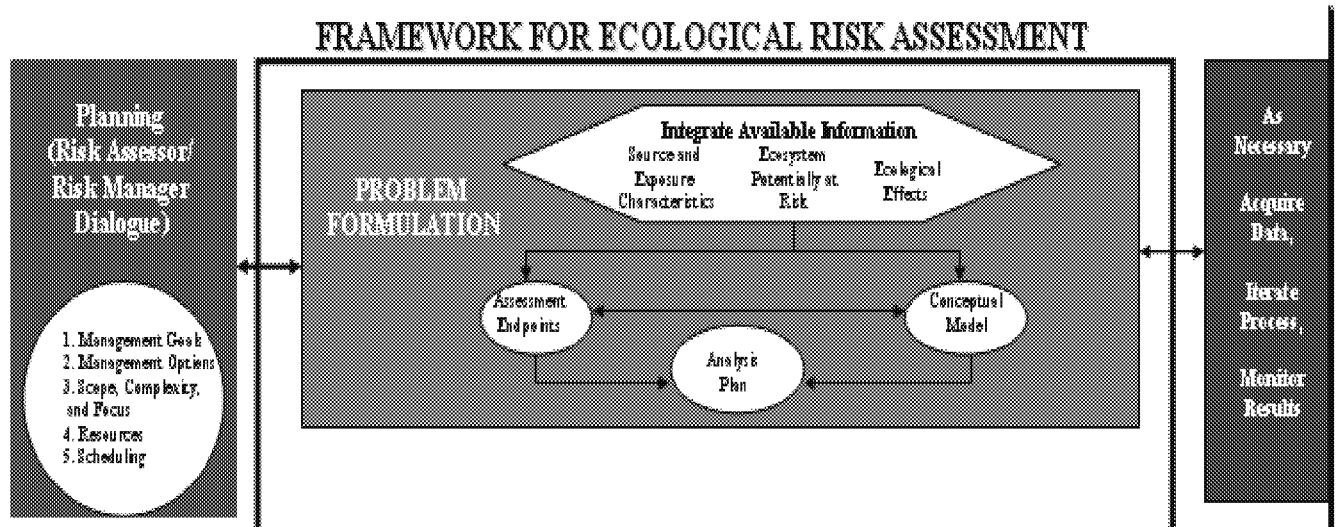 FRAMEWORK FOR ECOLOGICAL RISK ASSESSMENT
Planning
(Risk Assessor/
Risk Manager
Dialogue)
1. Management Goals
2. Management Options
3. Scope, Complexity,
and Focus
4. Resources
5. Scheduling
PROBLEM
FORMULATION
Integrate Available Information
Source and
Exposure
Characteristics
Ecosystem
Potentially at
Risk
Ecological
Effects
Assessment
Endpoints
Conceptual
Model
Analysis
Plan
As
Necessary
Acquire
Data,
Iterate
Process,
Monitor
Results